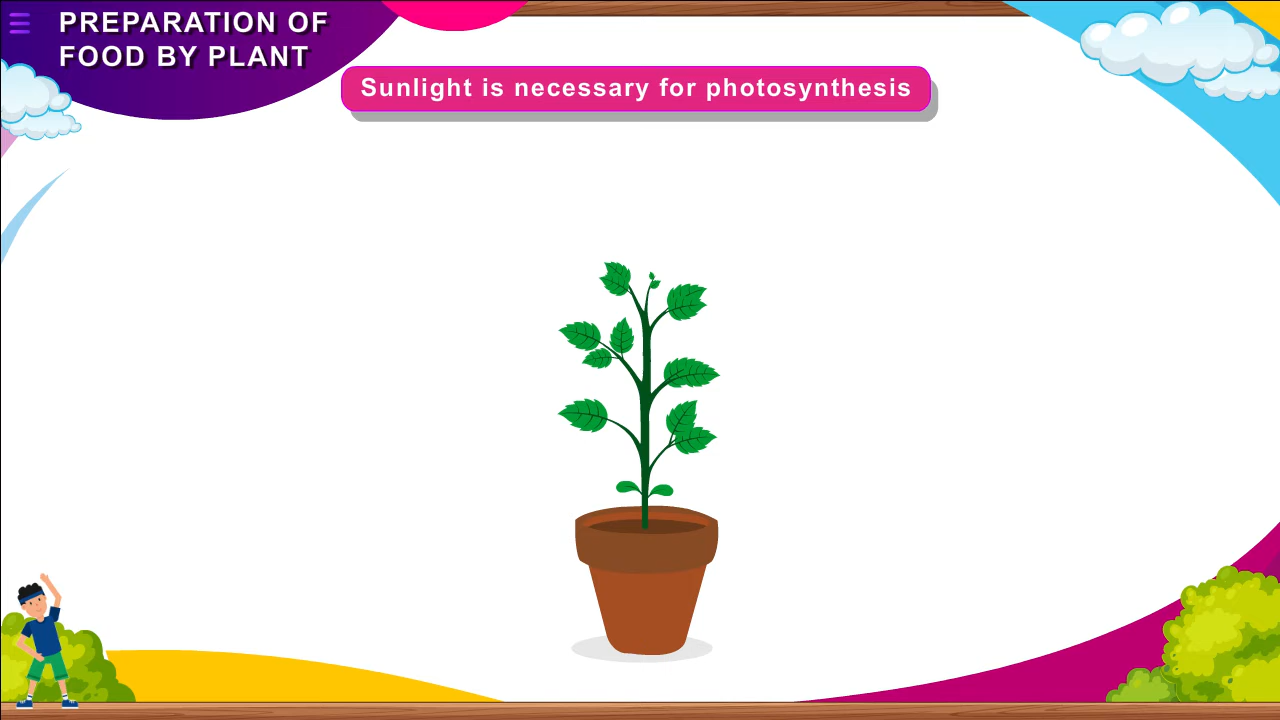 PREPARATION OF
FOOD BY PLANT
Sunlight is necessary for photosynthesis